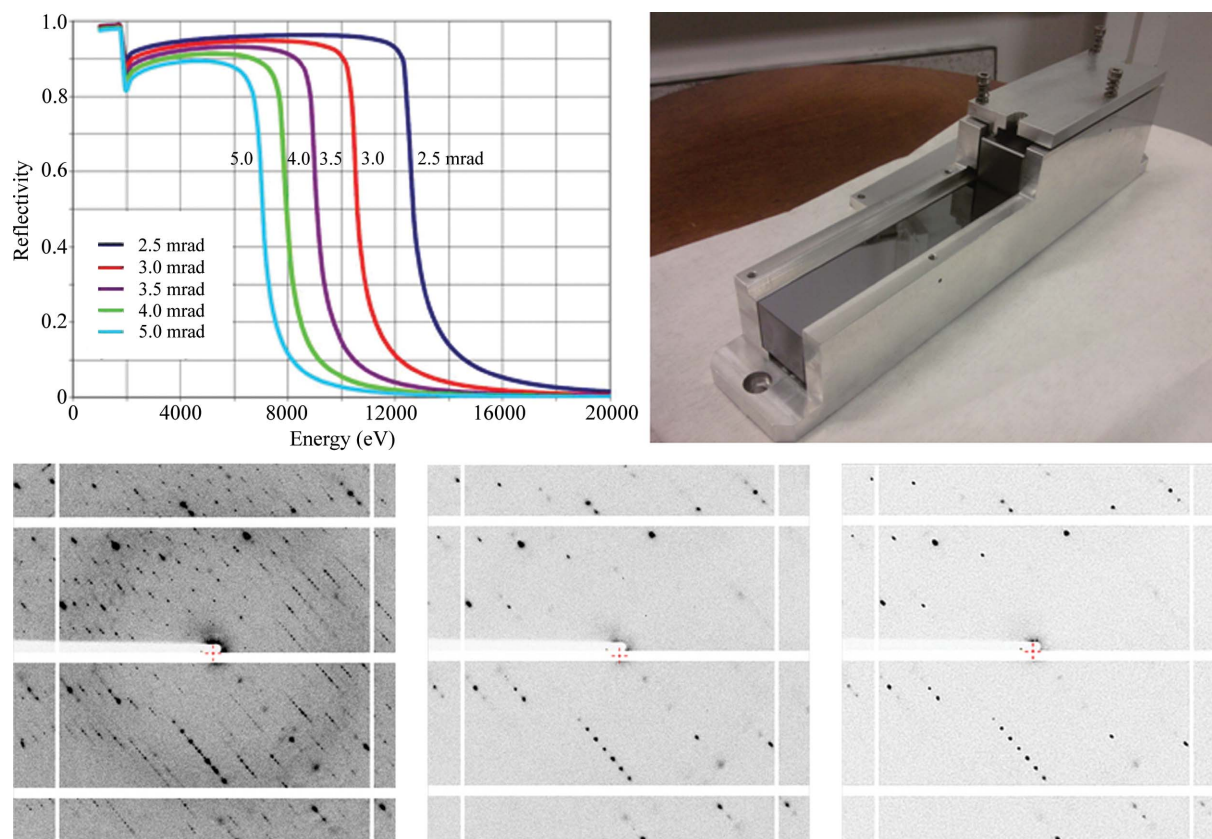 1.0
0.8
0.6
0.4
0.2
0
Reflectivity
5.0 4.0 3.5 3.0 2.5 mrad
2.5 mrad
3.0 mrad
3.5 mrad
4.0 mrad
5.0 mrad
0 4000 8000 12000 16000 20000
Energy (eV)